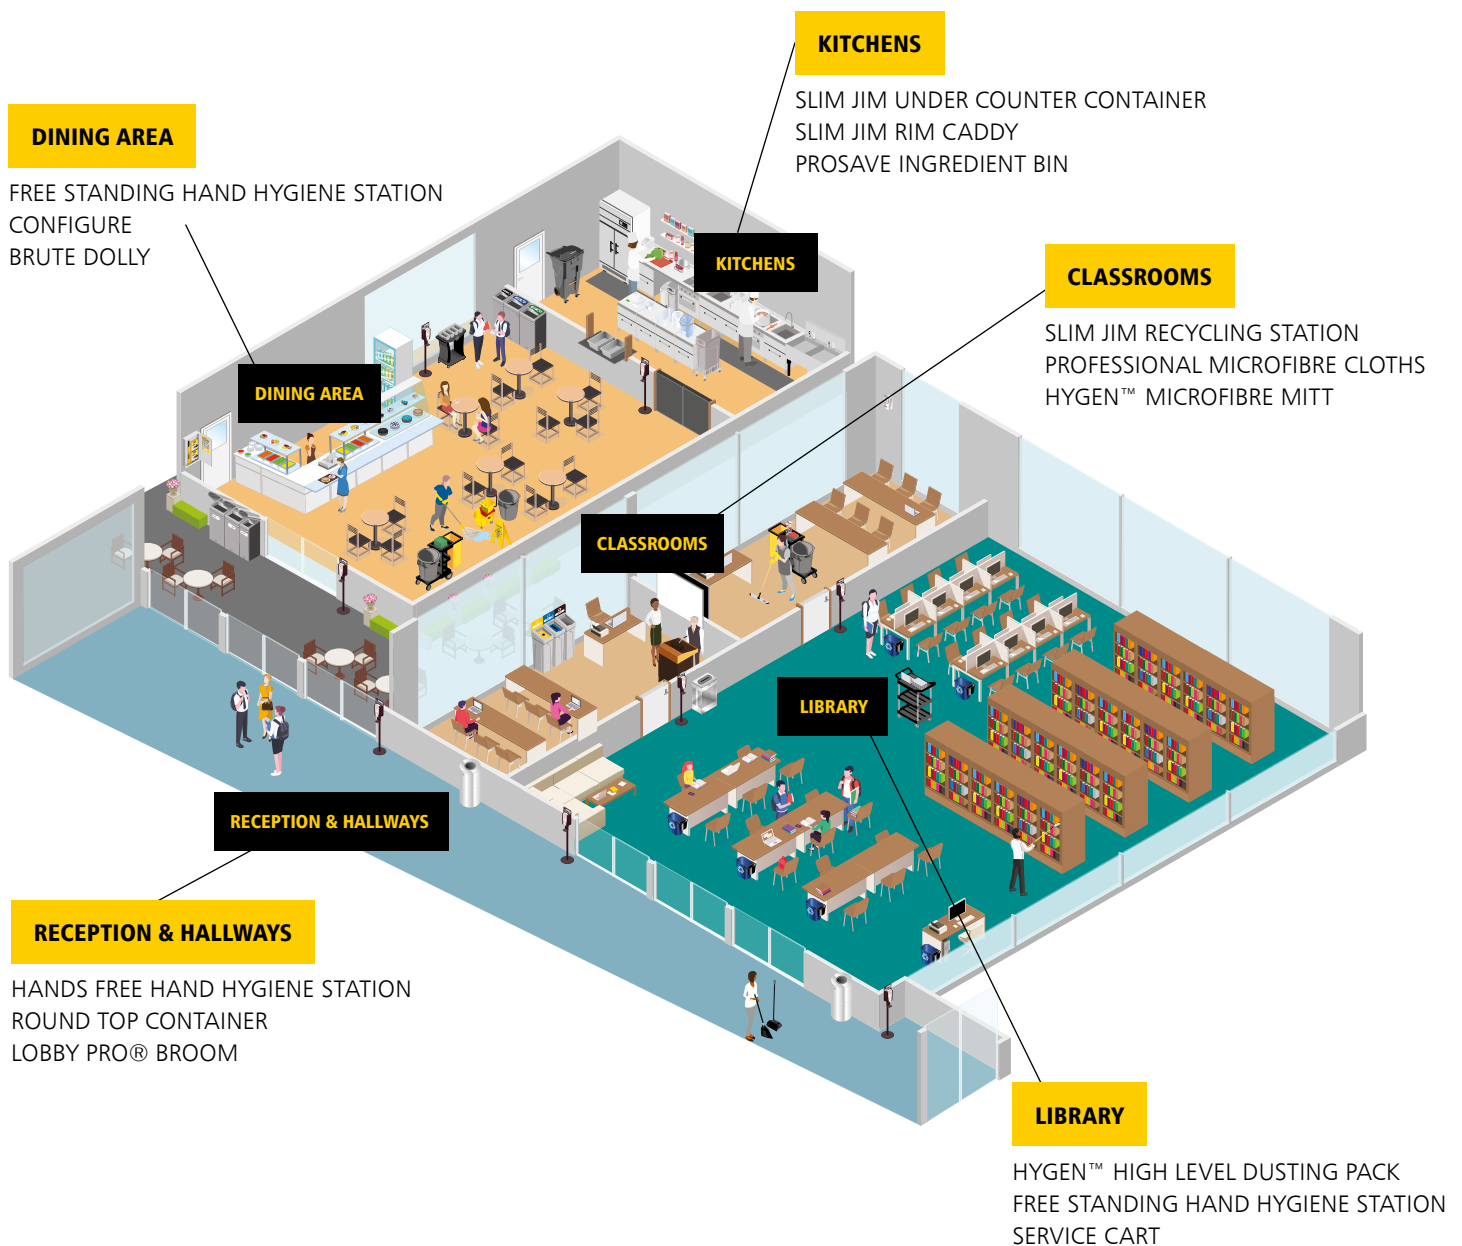 KITCHENS
SLIM JIM UNDER COUNTER CONTAINER
SLIM JIM RIM CADDY
PROSAVE INGREDIENT BIN
DINING AREA
FREE STANDING HAND HYGIENE STATION
CONFIGURE
BRUTE DOLLY
KITCHENS
CLASSROOMS
SLIM JIM RECYCLING STATION
PROFESSIONAL MICROFIBRE CLOTHS
HYGEN™ MICROFIBRE MITT
DINING AREA
CLASSROOMS
LIBRARY
RECEPTION & HALLWAYS
RECEPTION & HALLWAYS
HANDS FREE HAND HYGIENE STATION
ROUND TOP CONTAINER
LOBBY PRO® BROOM
LIBRARY
HYGEN™ HIGH LEVEL DUSTING PACK
FREE STANDING HAND HYGIENE STATION
SERVICE CART